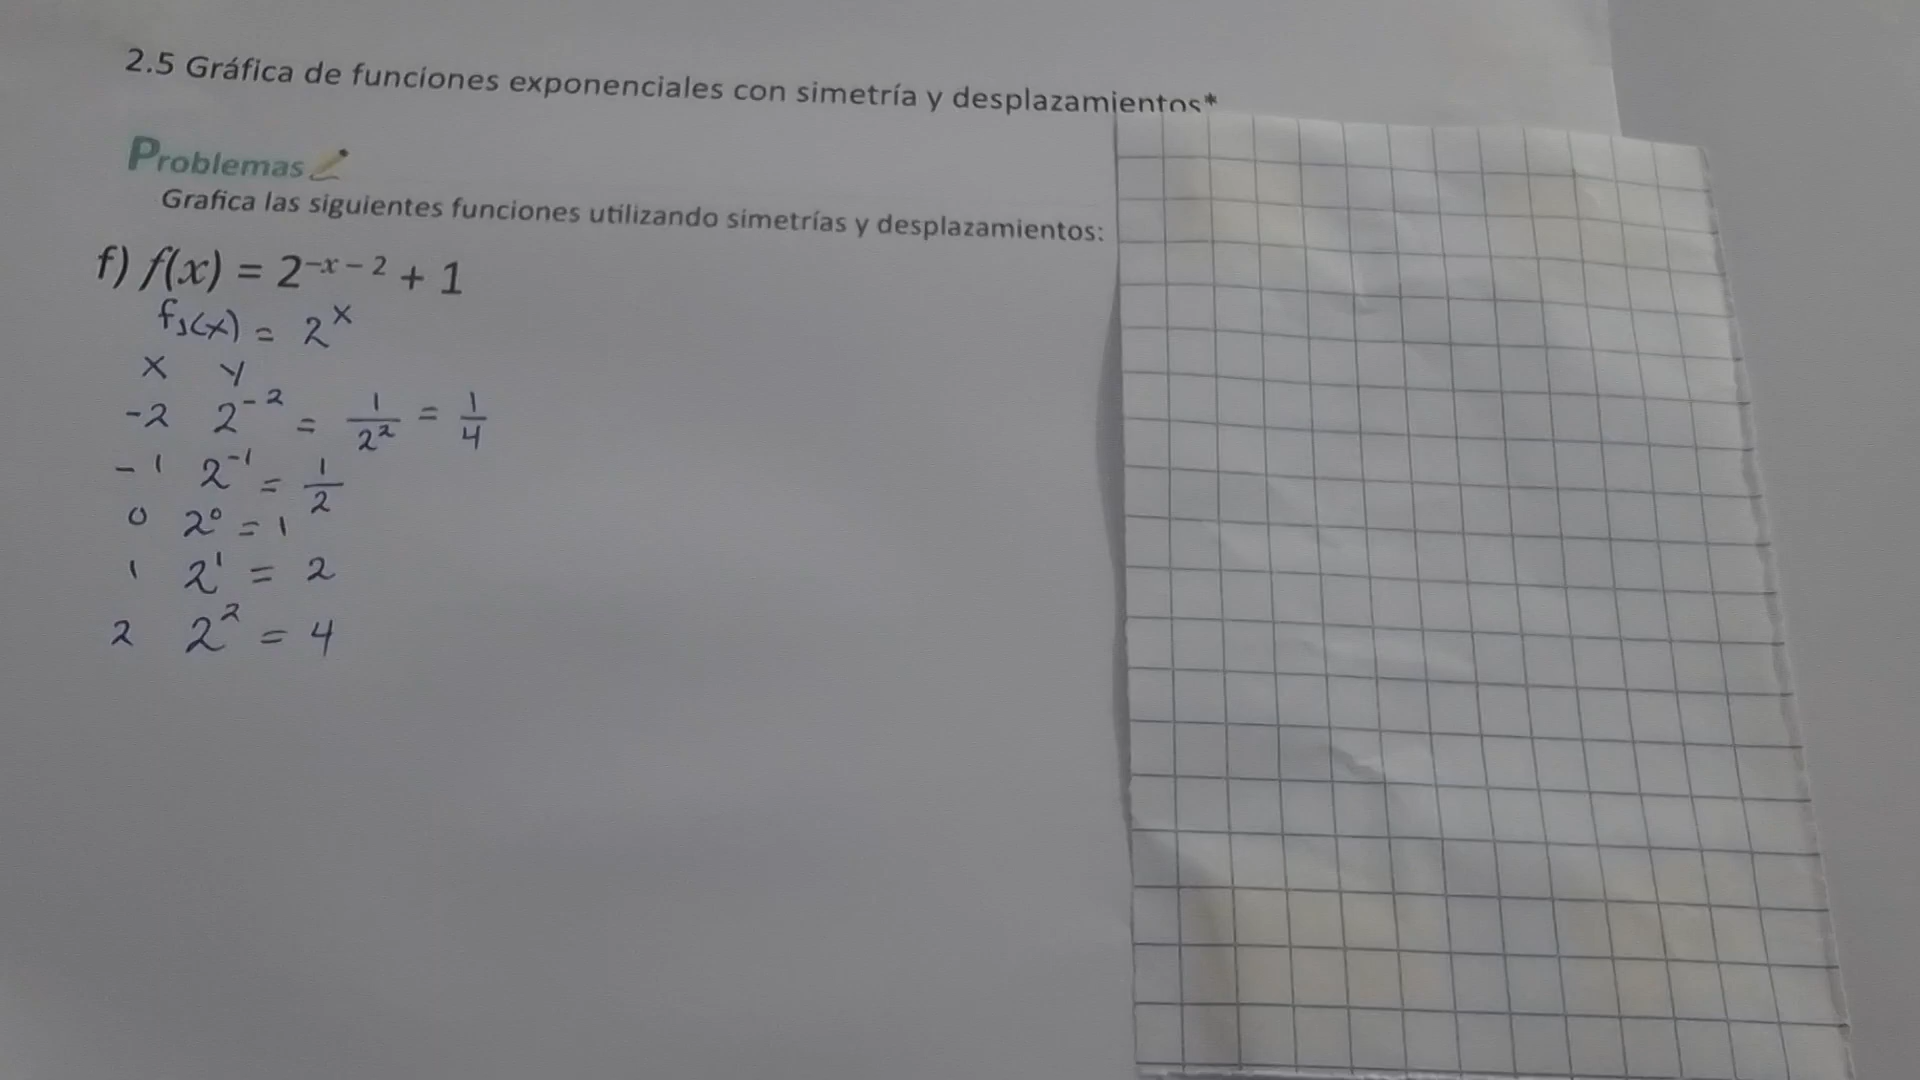 2.5 Gráfica de funciones exponenciales con simetría y desplazamientos*
Problemas
Grafica las siguientes funciones utilizando simetrías y desplazamientos:
f) f(x) = 2⁻ˣ⁻² + 1
f₁(x) = 2ˣ
x y
-2 2⁻² = 1/2² = 1/4
-1 2⁻¹ = 1/2
0 2⁰ = 1
1 2¹ = 2
2 2² = 4